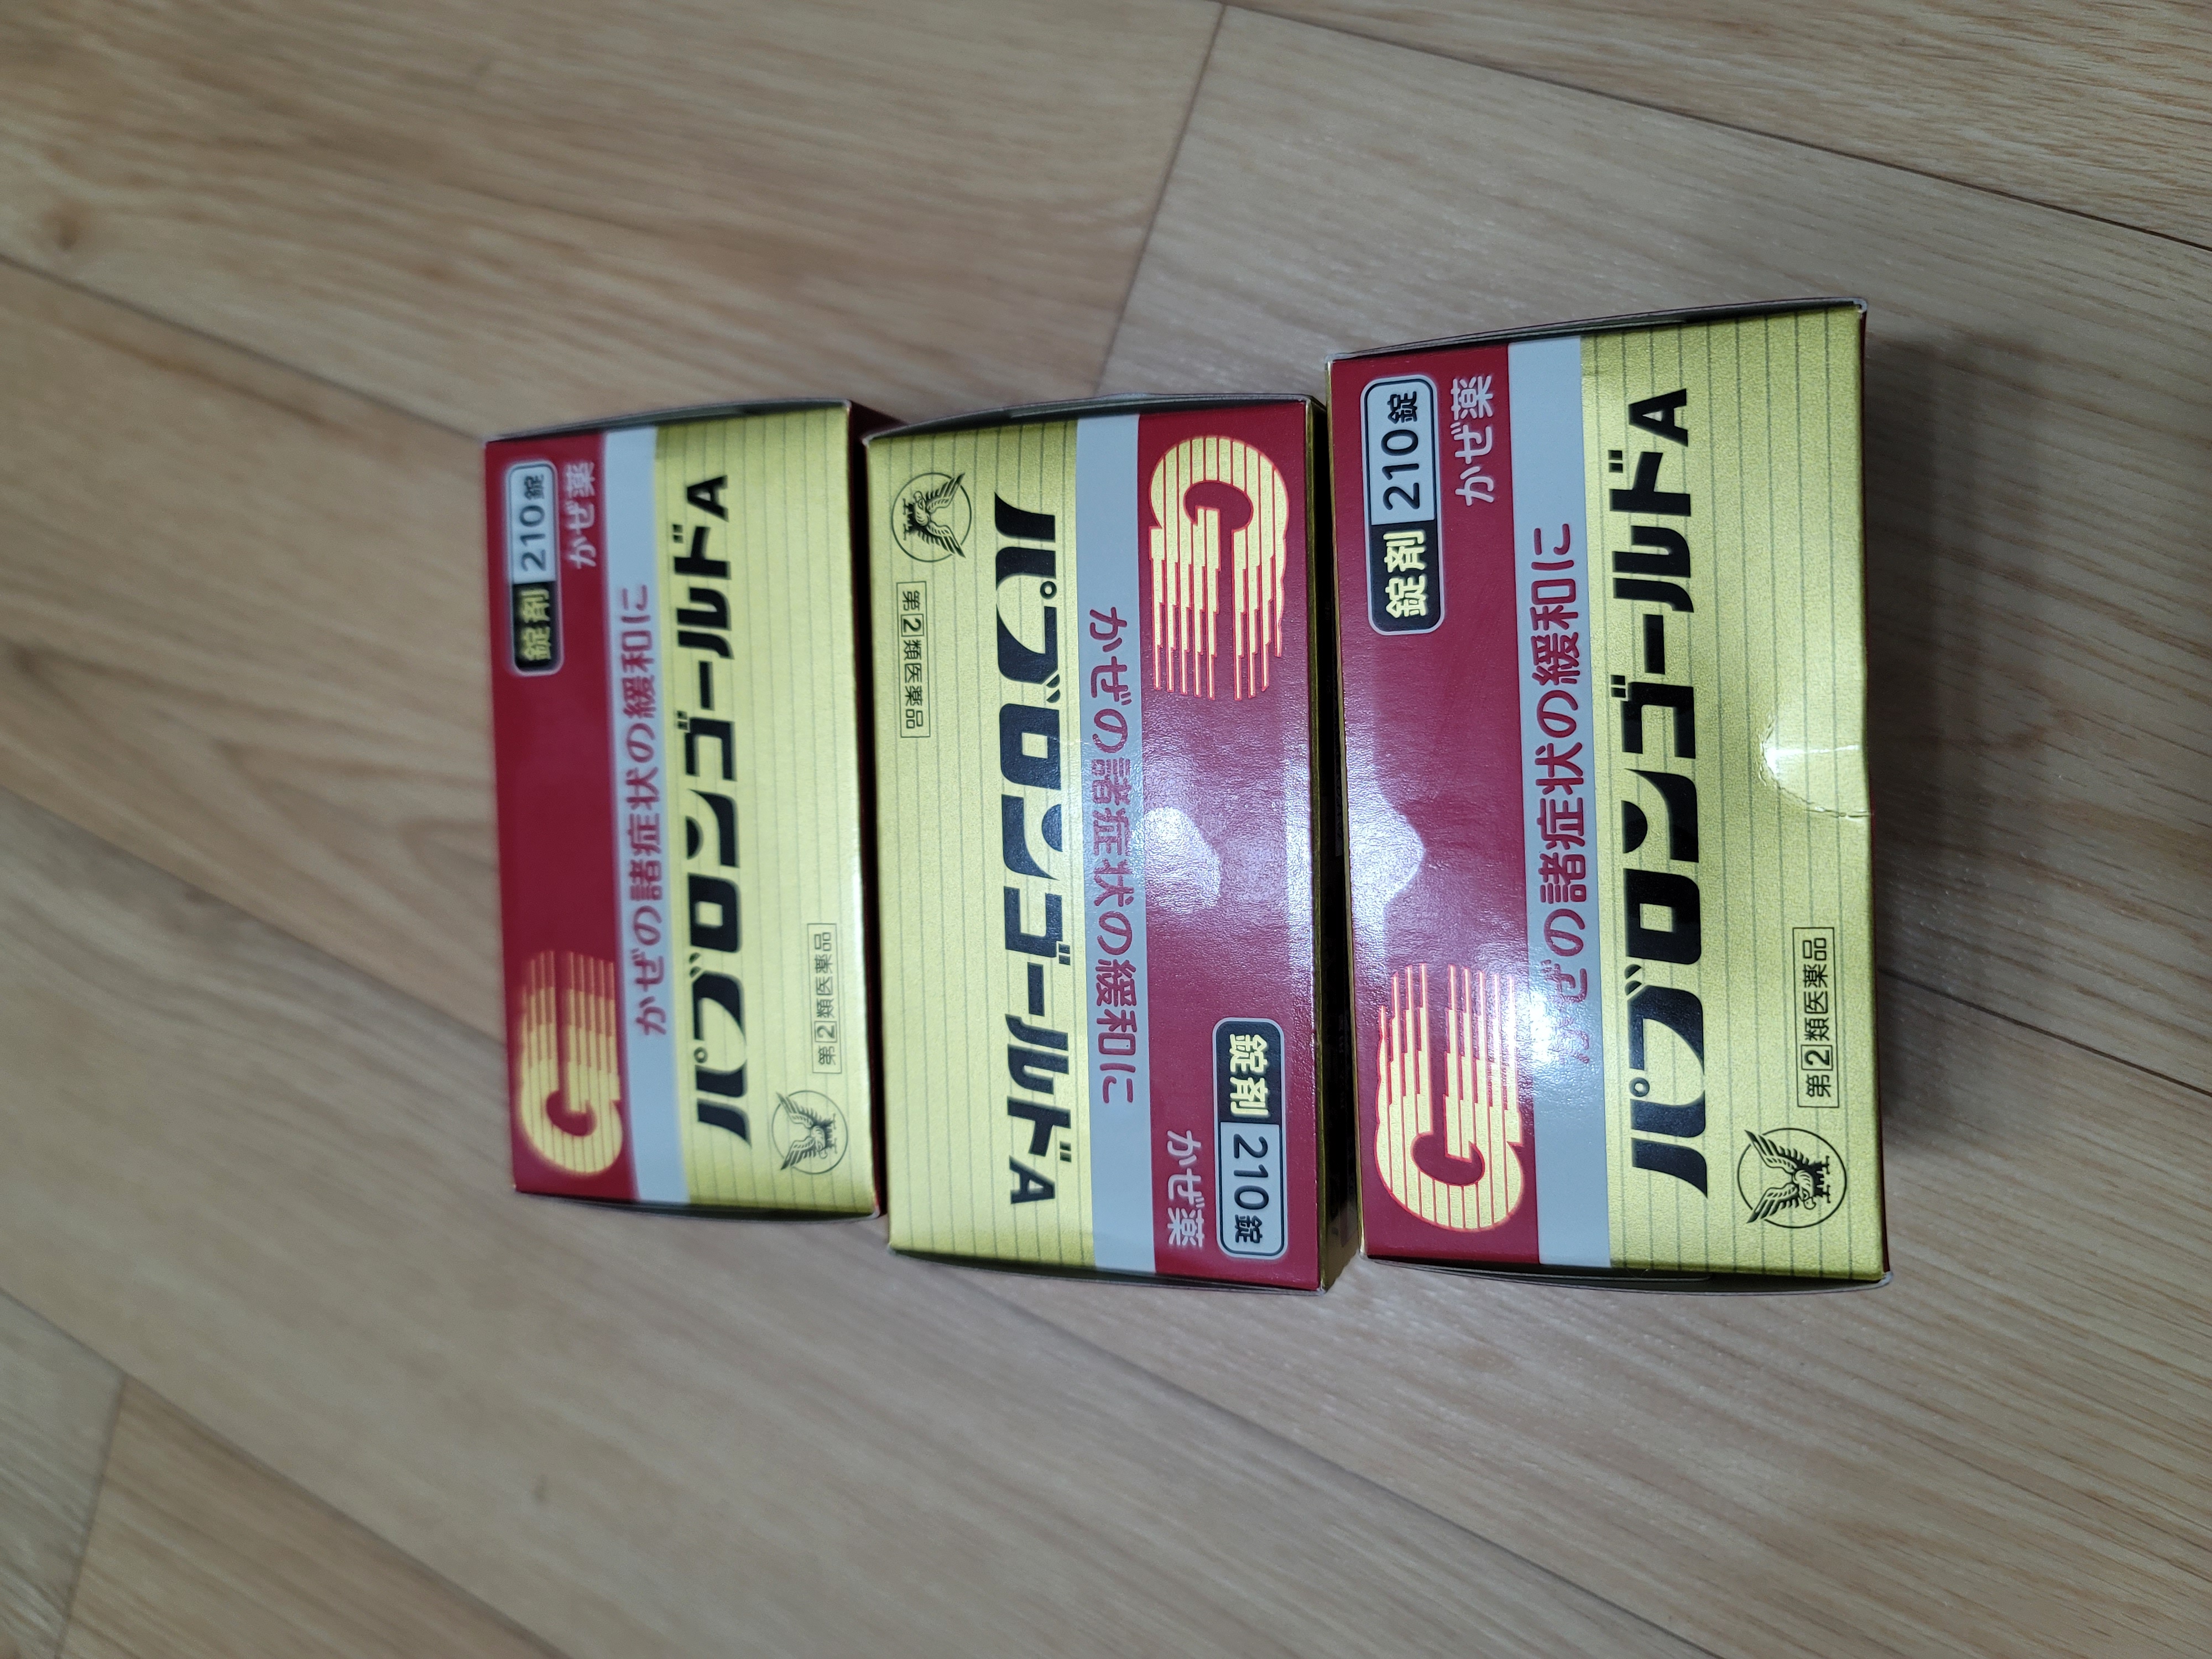 錠剤 210錠
かぜ薬
かぜの諸症状の緩和に
パブロンゴールドA
第2類医薬品
G
パブロンゴールドA
第2類医薬品
かぜの諸症状の緩和に
G
かぜ薬
錠剤 210錠
錠剤 210錠
かぜ薬
かぜの諸症状の緩和に
パブロンゴールドA
第2類医薬品
G